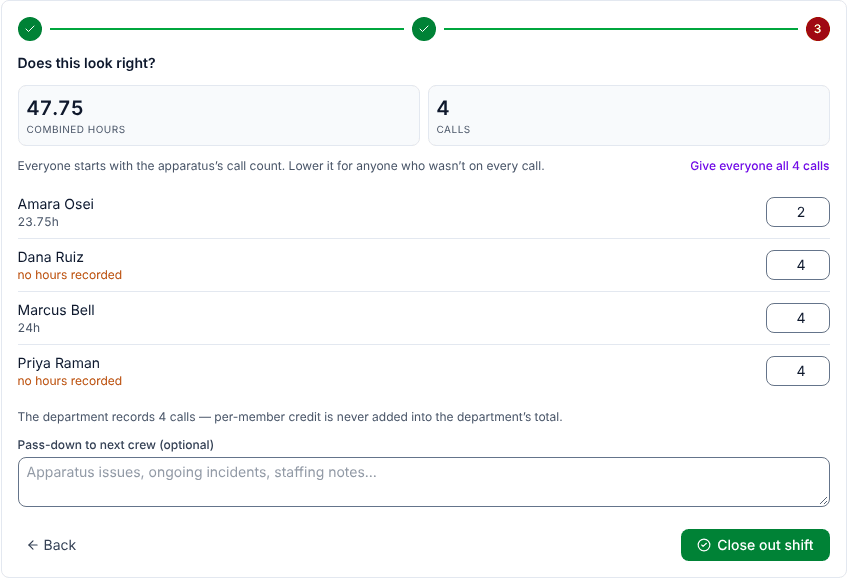 3
Does this look right?
47.75
COMBINED HOURS
4
CALLS
Everyone starts with the apparatus’s call count. Lower it for anyone who wasn’t on every call.
Give everyone all 4 calls
Amara Osei
23.75h
2
Dana Ruiz
no hours recorded
4
Marcus Bell
24h
4
Priya Raman
no hours recorded
4
The department records 4 calls — per-member credit is never added into the department’s total.
Pass-down to next crew (optional)
Apparatus issues, ongoing incidents, staffing notes...
← Back
Close out shift